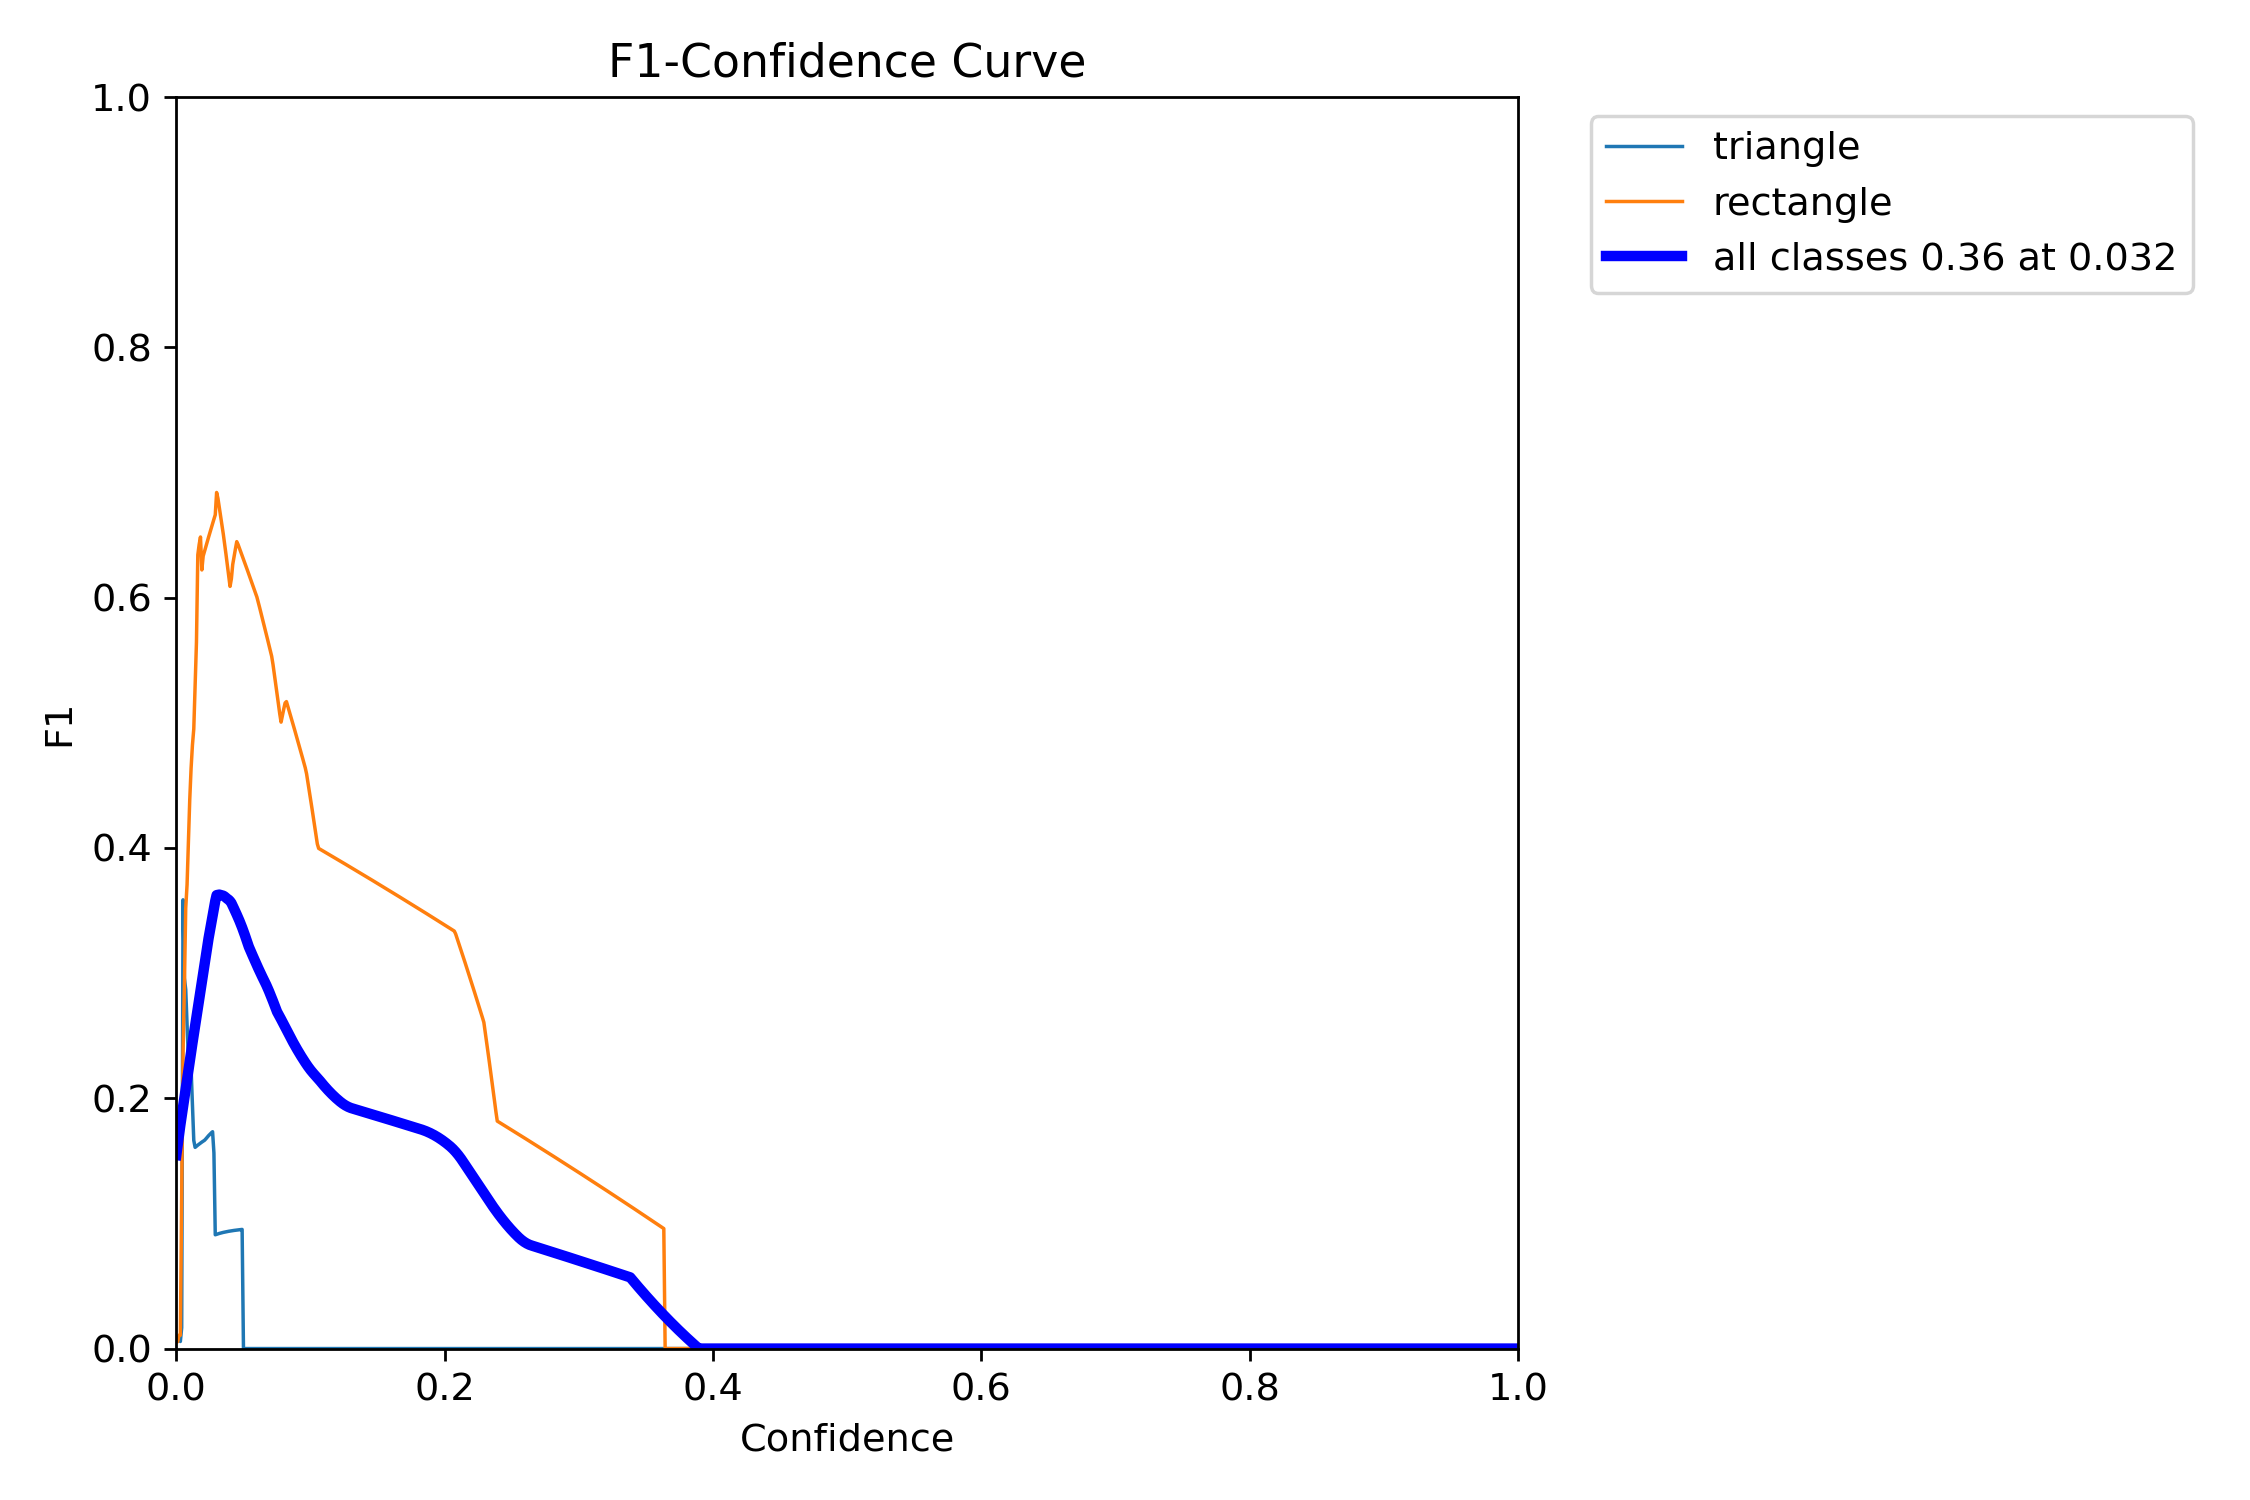 F1-Confidence Curve
1.0
0.8
0.6
0.4
0.2
0.0
F1
0.0 0.2 0.4 0.6 0.8 1.0
Confidence
triangle
rectangle
all classes 0.36 at 0.032